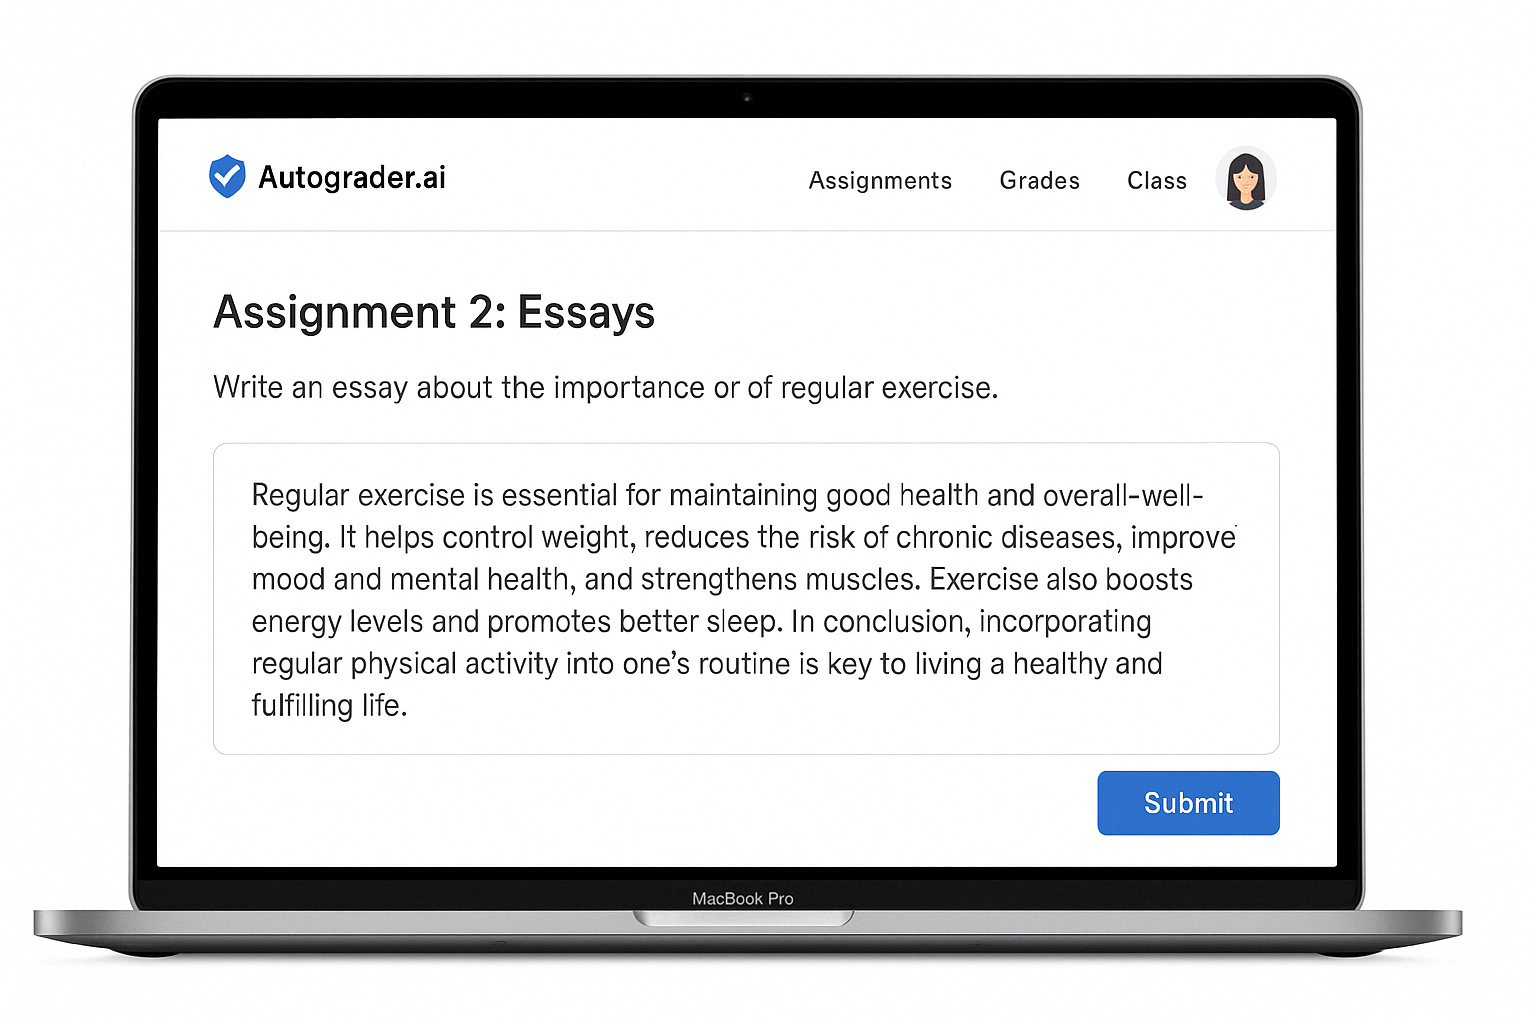 Autograder.ai
Assignments Grades Class
Assignment 2: Essays
Write an essay about the importance or of regular exercise.
Regular exercise is essential for maintaining good health and overall-well-
being. It helps control weight, reduces the risk of chronic diseases, improve
mood and mental health, and strengthens muscles. Exercise also boosts
energy levels and promotes better sleep. In conclusion, incorporating
regular physical activity into one’s routine is key to living a healthy and
fulfilling life.
Submit
MacBook Pro